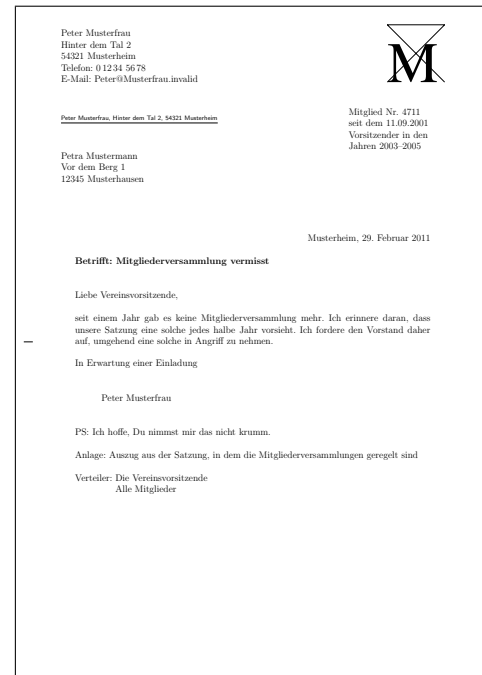 Peter Musterfrau
Hinter dem Tal 2
54321 Musterheim
Telefon: 0 12 34 56 78
E-Mail: Peter@Musterfrau.invalid
M
Peter Musterfrau, Hinter dem Tal 2, 54321 Musterheim
Mitglied Nr. 4711
seit dem 11.09.2001
Vorsitzender in den
Jahren 2003–2005
Petra Mustermann
Vor dem Berg 1
12345 Musterhausen
Musterheim, 29. Februar 2011
Betrifft: Mitgliederversammlung vermisst
Liebe Vereinsvorsitzende,
seit einem Jahr gab es keine Mitgliederversammlung mehr. Ich erinnere daran, dass
unsere Satzung eine solche jedes halbe Jahr vorsieht. Ich fordere den Vorstand daher
auf, umgehend eine solche in Angriff zu nehmen.
In Erwartung einer Einladung
Peter Musterfrau
PS: Ich hoffe, Du nimmst mir das nicht krumm.
Anlage: Auszug aus der Satzung, in dem die Mitgliederversammlungen geregelt sind
Verteiler: Die Vereinsvorsitzende
Alle Mitglieder